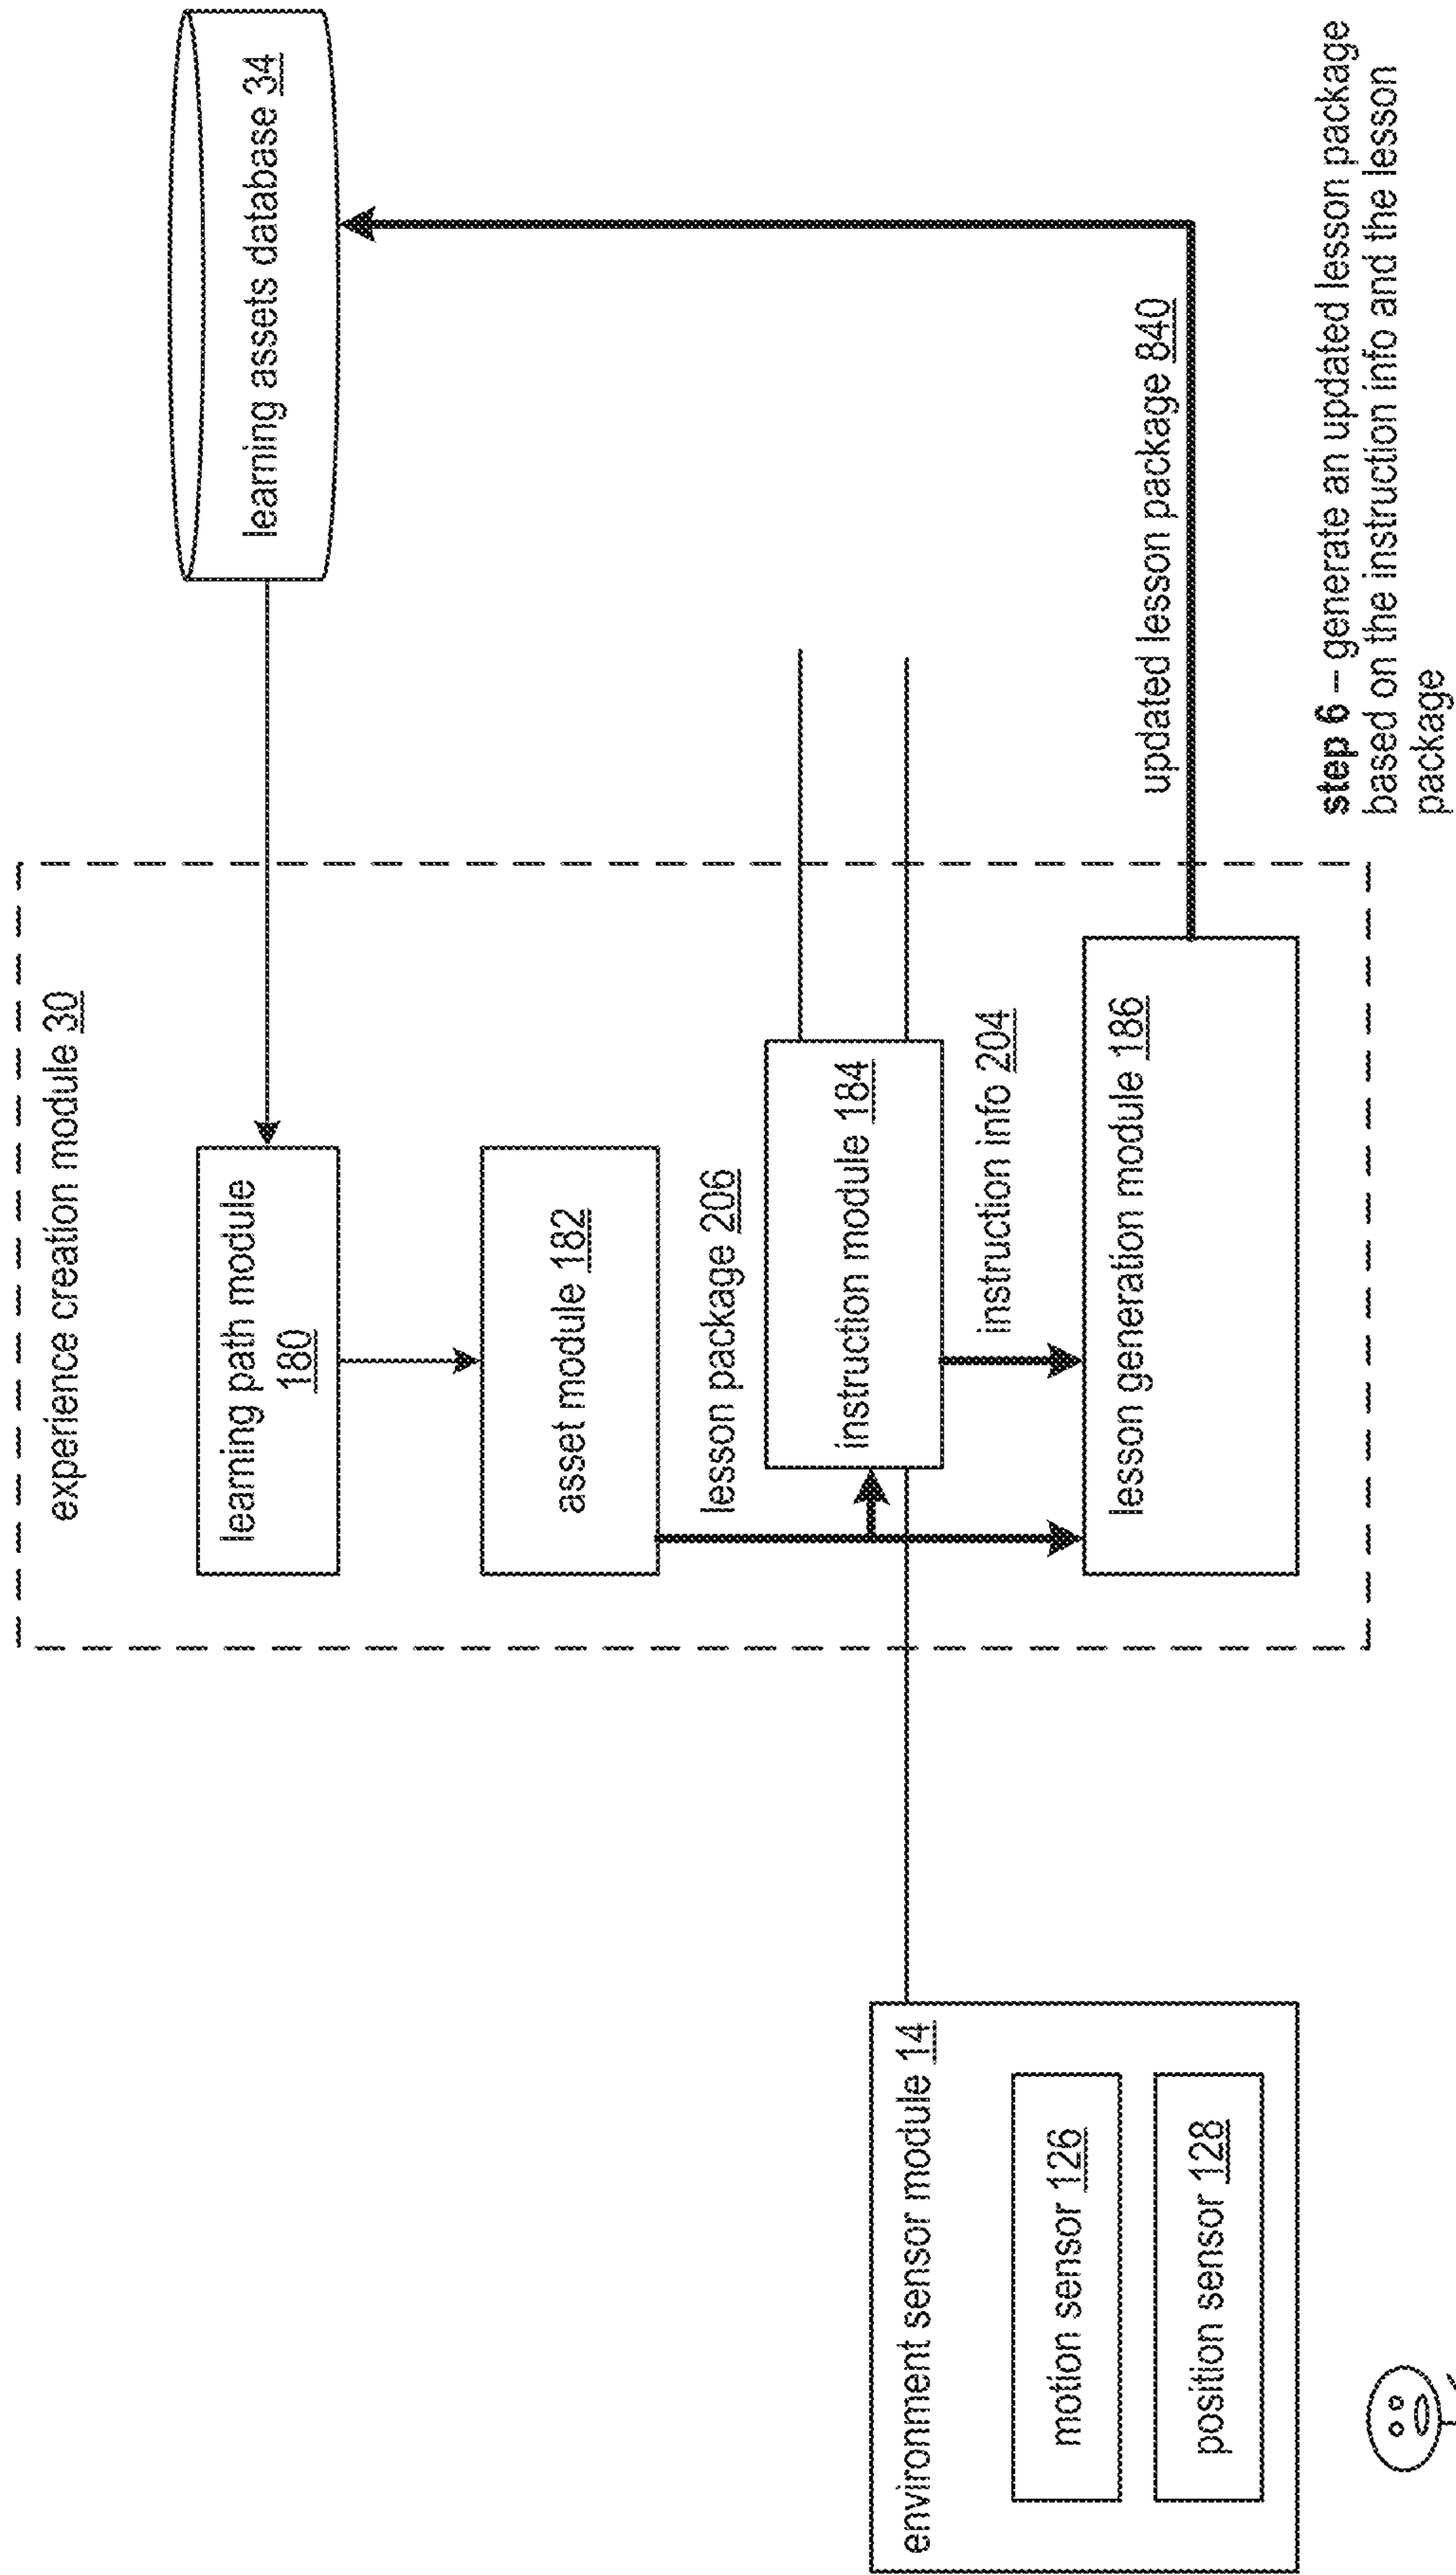 experience creation module 30
learning assets database 34
learning path module
180
asset module 182
lesson package 206
instruction module 184
instruction info 204
lesson generation module 186
updated lesson package 840
environment sensor module 14
motion sensor 126
position sensor 128
step 6 – generate an updated lesson package
based on the instruction info and the lesson
package